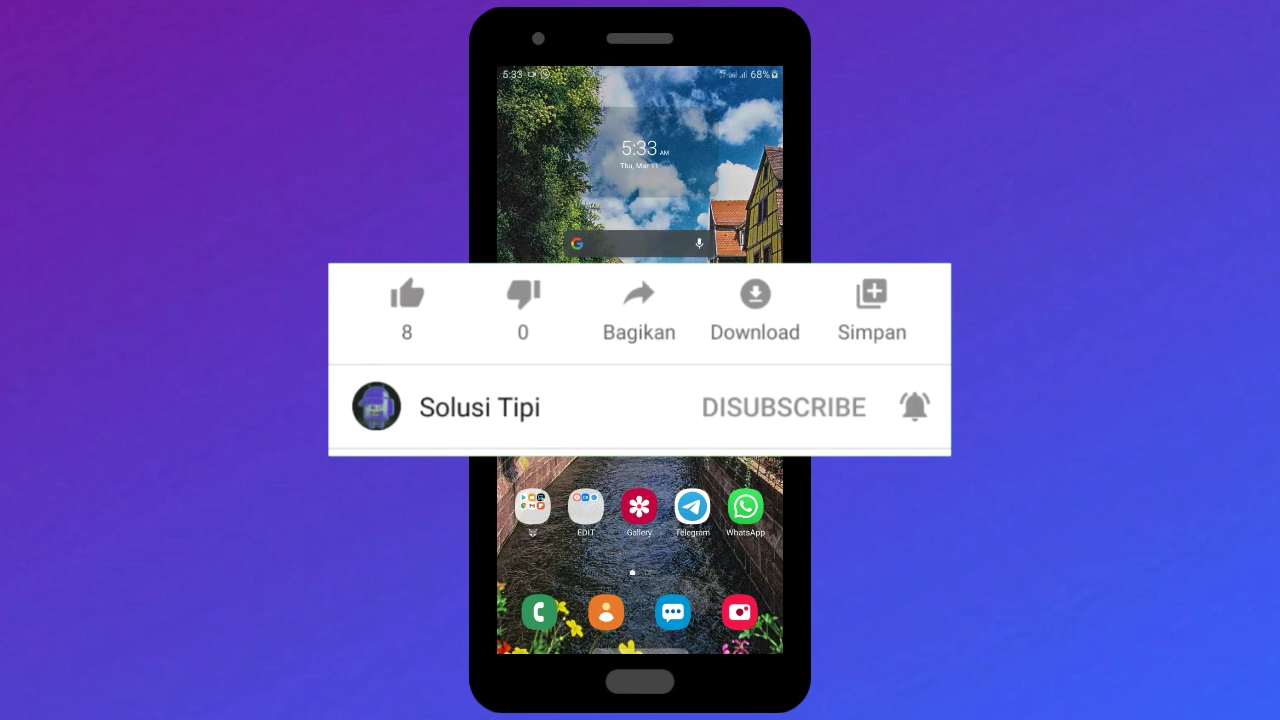 5:33 68%
5:33 AM
Thu, Mar 11
8 0 Bagikan Download Simpan
Solusi Tipi DISUBSCRIBE
EDIT Gallery Telegram WhatsApp